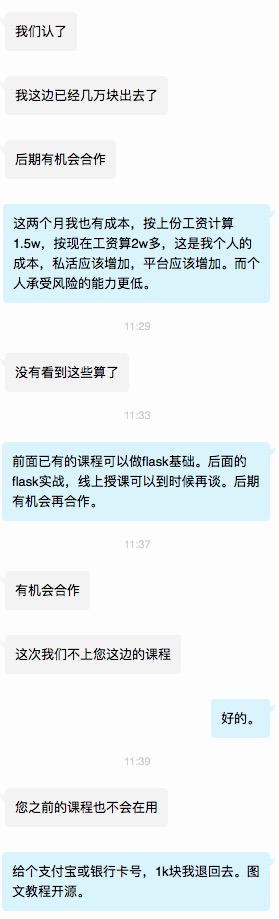 我们认了
我这边已经几万块出去了
后期有机会合作
这两个月我也有成本，按上份工资计算
1.5w，按现在工资算2w多，这是我个人的
成本，私活应该增加，平台应该增加。而个
人承受风险的能力更低。
11:29
没有看到这些算了
11:33
前面已有的课程可以做flask基础。后面的
flask实战，线上授课可以到时候再谈。后期
有机会再合作。
11:37
有机会合作
这次我们不上您这边的课程
好的。
11:39
您之前的课程也不会在用
给个支付宝或银行卡号，1k块我退回去。图
文教程开源。